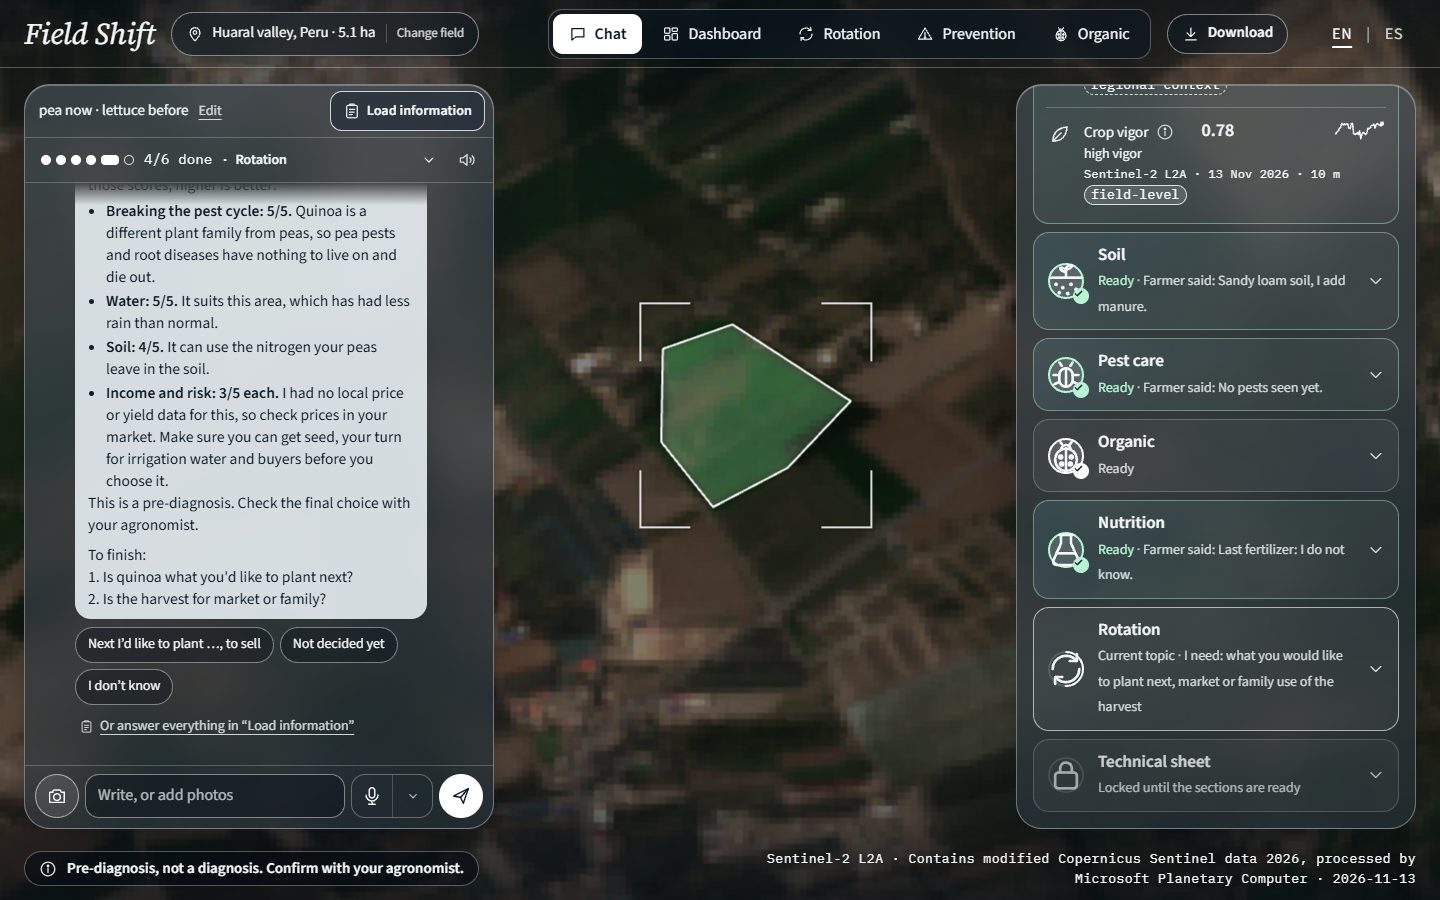 Field Shift
Huaral valley, Peru · 5.1 ha
Change field
Chat
Dashboard
Rotation
Prevention
Organic
Download
EN | ES
pea now · lettuce before Edit
Load information
4/6 done · Rotation
those scores, higher is better:
• Breaking the pest cycle: 5/5. Quinoa is a
different plant family from peas, so pea pests
and root diseases have nothing to live on and
die out.
• Water: 5/5. It suits this area, which has had less
rain than normal.
• Soil: 4/5. It can use the nitrogen your peas
leave in the soil.
• Income and risk: 3/5 each. I had no local price
or yield data for this, so check prices in your
market. Make sure you can get seed, your turn
for irrigation water and buyers before you
choose it.
This is a pre-diagnosis. Check the final choice with
your agronomist.
To finish:
1. Is quinoa what you'd like to plant next?
2. Is the harvest for market or family?
Next I’d like to plant …, to sell
Not decided yet
I don’t know
Or answer everything in “Load information”
Write, or add photos
Pre-diagnosis, not a diagnosis. Confirm with your agronomist.
regional context
Crop vigor 0.78
high vigor
Sentinel-2 L2A · 13 Nov 2026 · 10 m
field-level
Soil
Ready · Farmer said: Sandy loam soil, I add
manure.
Pest care
Ready · Farmer said: No pests seen yet.
Organic
Ready
Nutrition
Ready · Farmer said: Last fertilizer: I do not
know.
Rotation
Current topic · I need: what you would like
to plant next, market or family use of the
harvest
Technical sheet
Locked until the sections are ready
Sentinel-2 L2A · Contains modified Copernicus Sentinel data 2026, processed by
Microsoft Planetary Computer · 2026-11-13